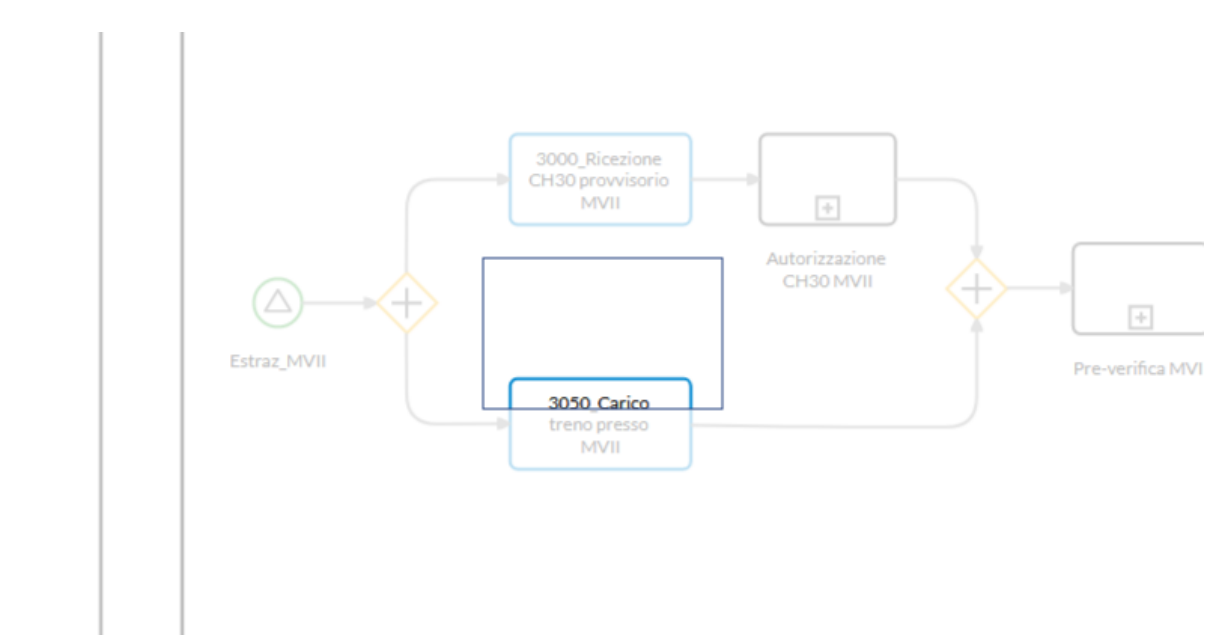 3000_Ricezione
CH30 provvisorio
MVII
Autorizzazione
CH30 MVII
Estraz_MVII
Pre-verifica MVI
3050_Carico
treno presso
MVII